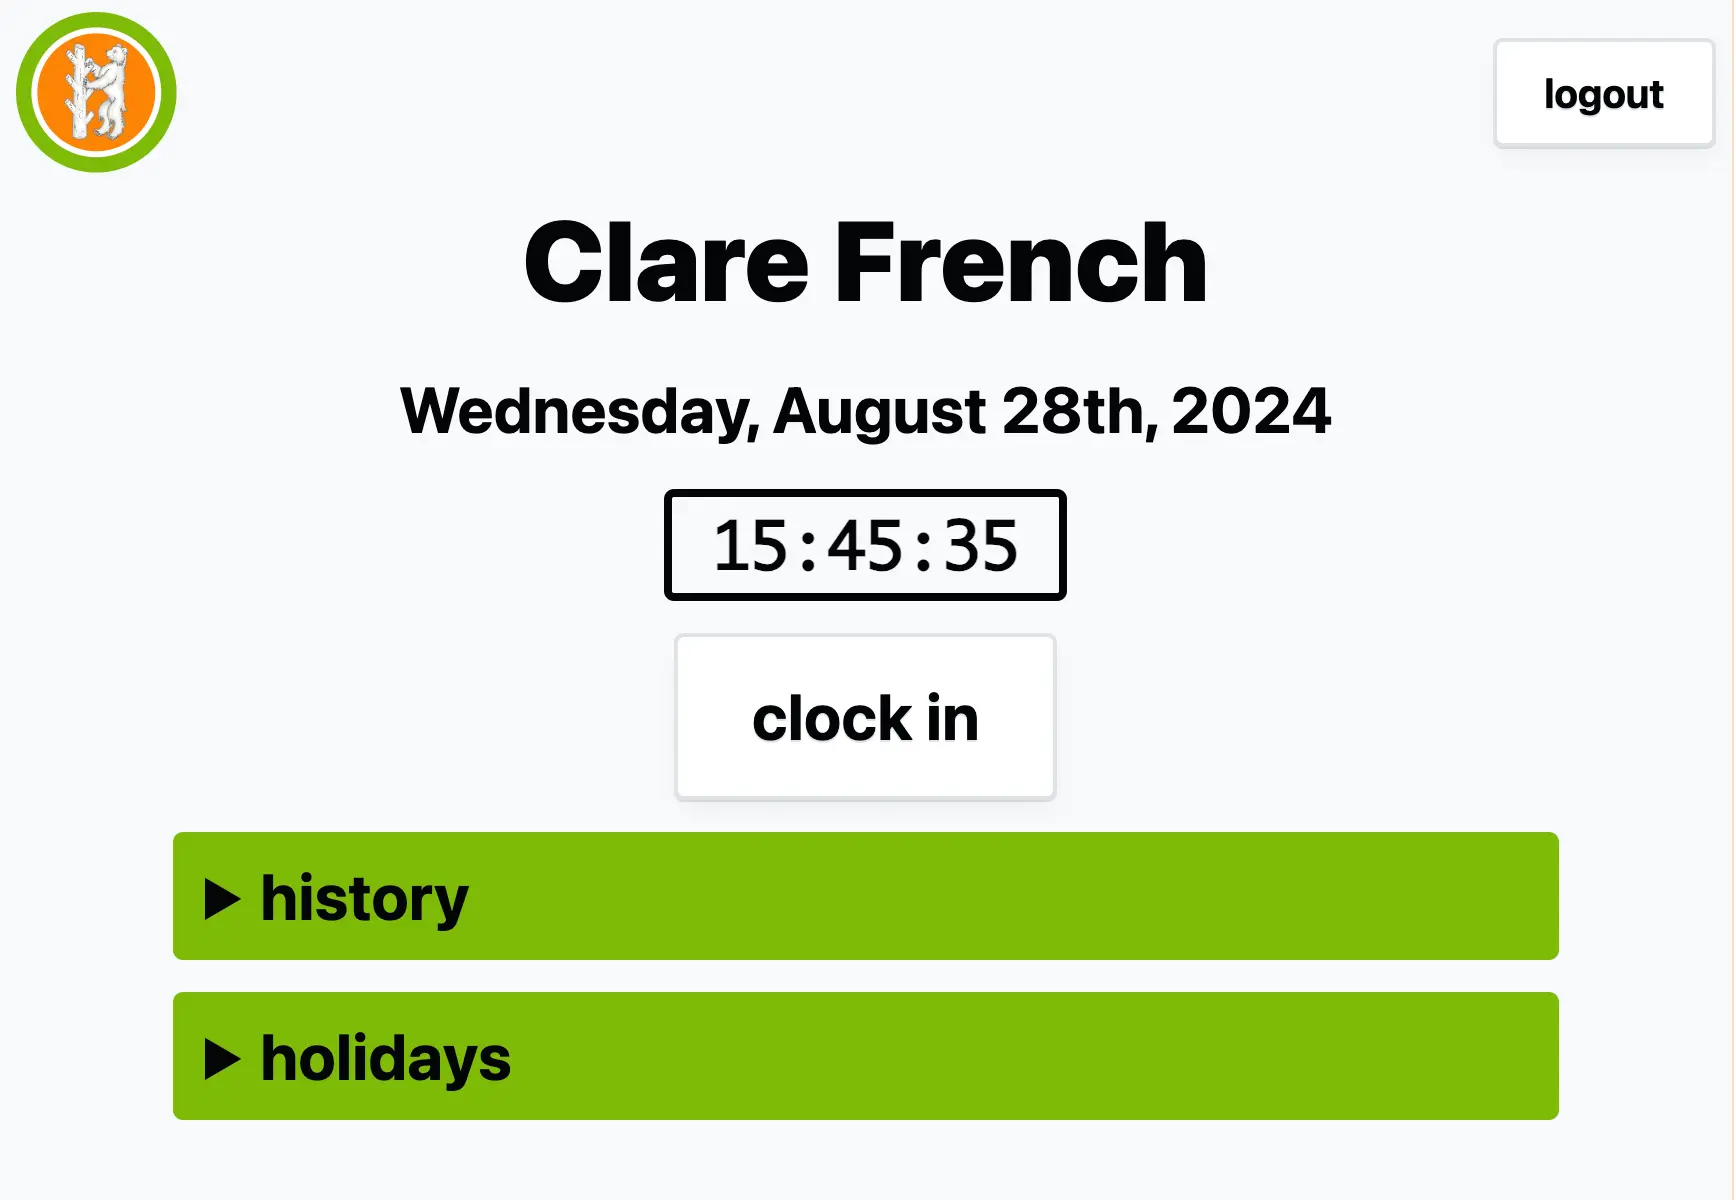 logout
Clare French
Wednesday, August 28th, 2024
15:45:35
clock in
history
holidays